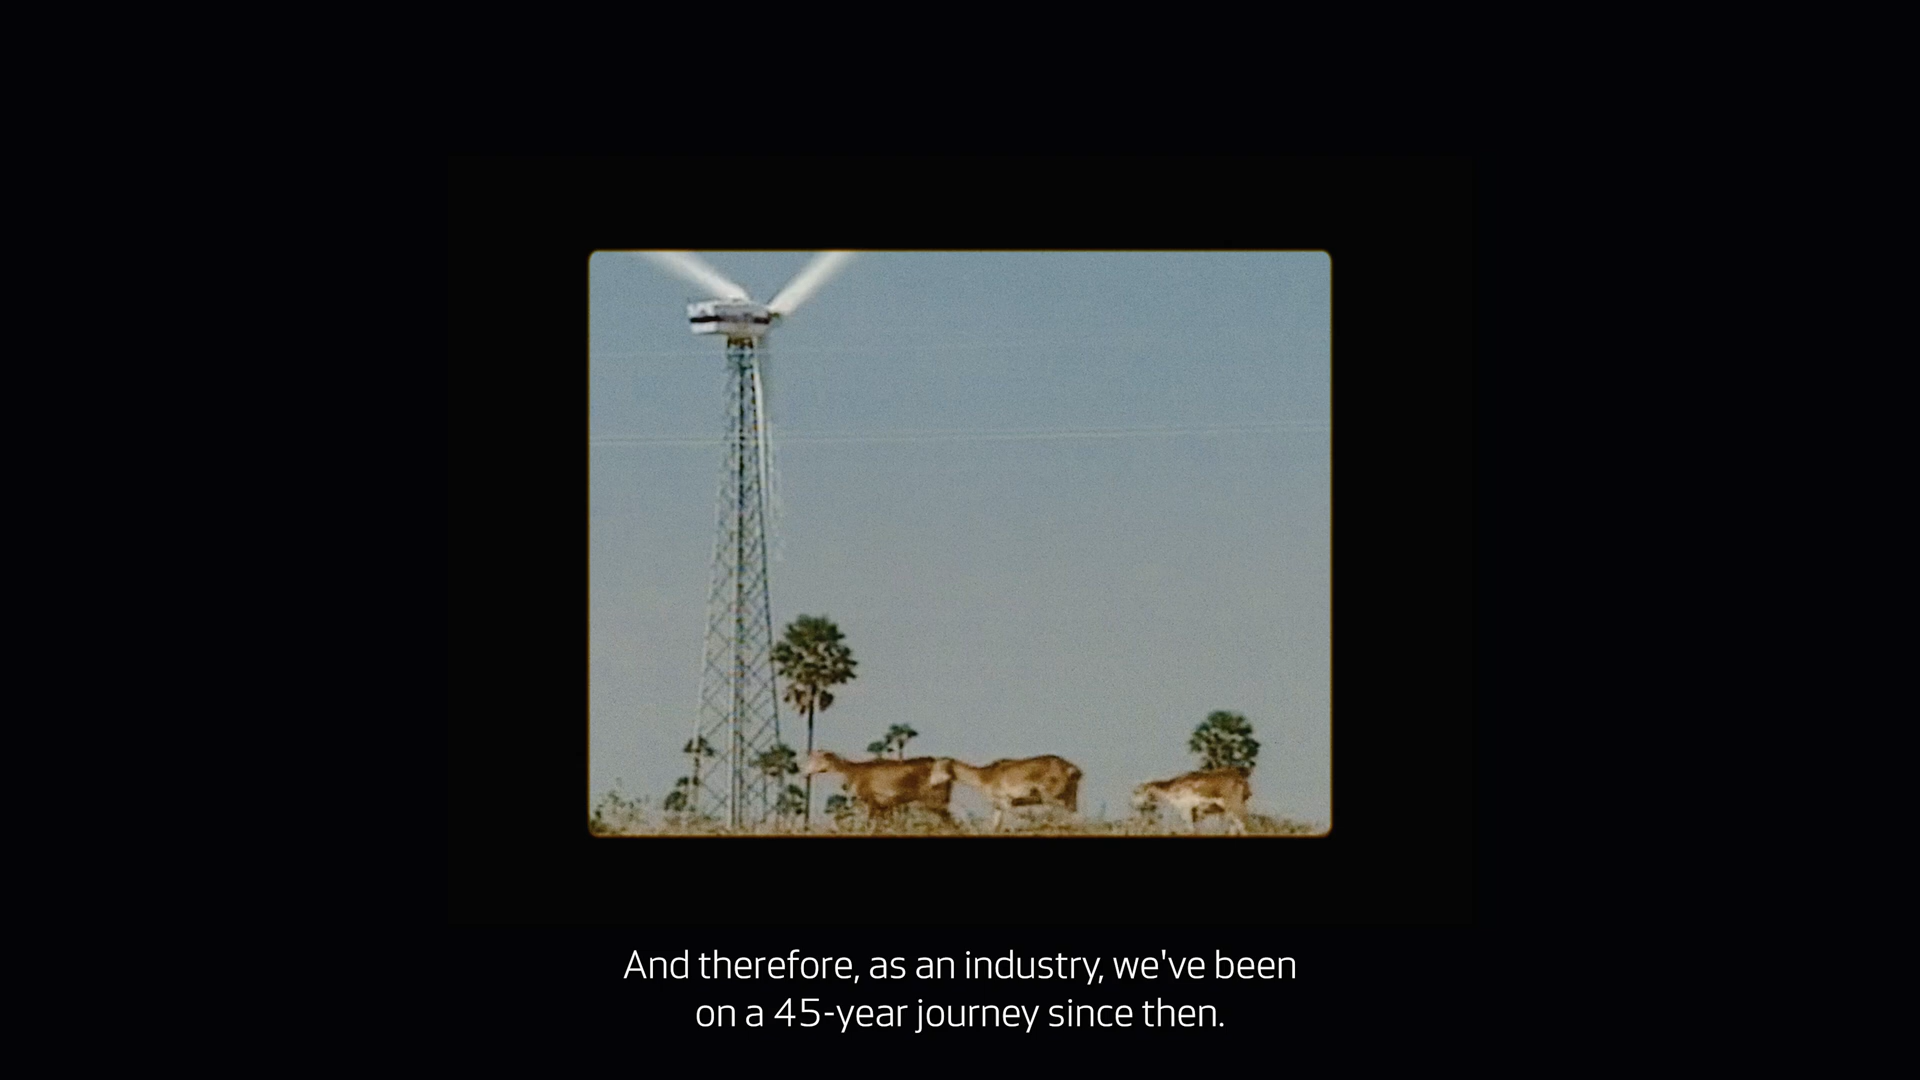 And therefore, as an industry, we've been
on a 45-year journey since then.